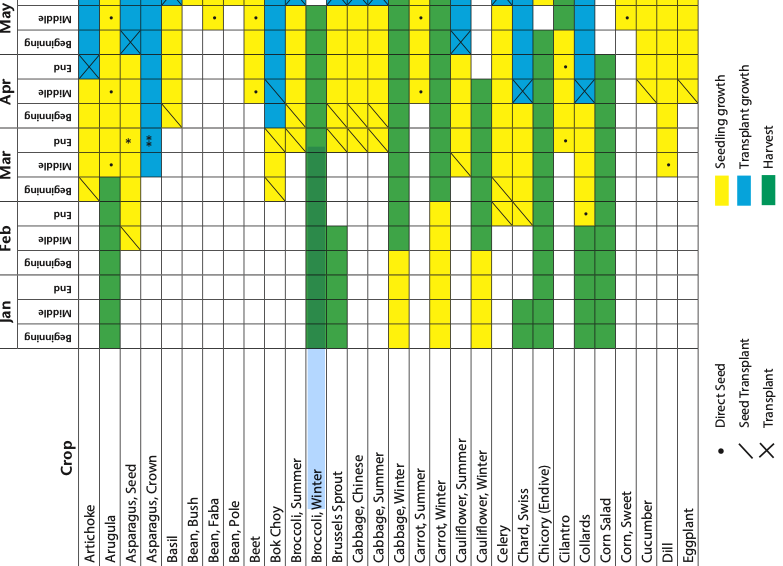 Crop
Jan
Feb
Mar
Apr
May
Beginning
Middle
End
Beginning
Middle
End
Beginning
Middle
End
Beginning
Middle
End
Beginning
Middle
Artichoke
Arugula
Asparagus, Seed
*
Asparagus, Crown
**
Basil
Bean, Bush
Bean, Faba
Bean, Pole
Beet
Bok Choy
Broccoli, Summer
Broccoli, Winter
Brussels Sprout
Cabbage, Chinese
Cabbage, Summer
Cabbage, Winter
Carrot, Summer
Carrot, Winter
Cauliflower, Summer
Cauliflower, Winter
Celery
Chard, Swiss
Chicory (Endive)
Cilantro
Collards
Corn Salad
Corn, Sweet
Cucumber
Dill
Eggplant
Direct Seed
Seed Transplant
Transplant
Seedling growth
Transplant growth
Harvest